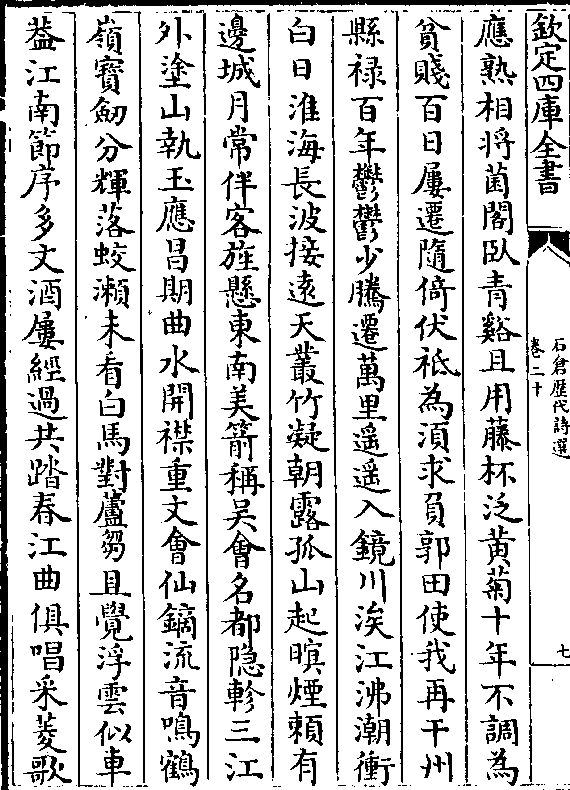 欽定四庫全書
石倉歴代詩選
卷二十
七
應熟相將菌閣臥青谿且用藤杯泛黄菊十年不調為
貧賤百日屢遷隨倚伏祗為湏求負郭田使我再干州
縣禄百年鬱鬱少騰遷萬里遥遥入鏡川涘江沸潮衝
白日淮海長波接遠天叢竹凝朝露孤山起暝煙頼有
邊城月常伴客旌懸東南美箭稱吴會名都隐軫三江
外塗山執玉應昌期曲水開襟重文會仙鏑流音鳴鶴
嶺寶劒分輝落蛟瀬未看白馬對蘆芻且覺浮雲似車
葢江南節序多文酒屢經過共踏春江曲俱唱采菱歌